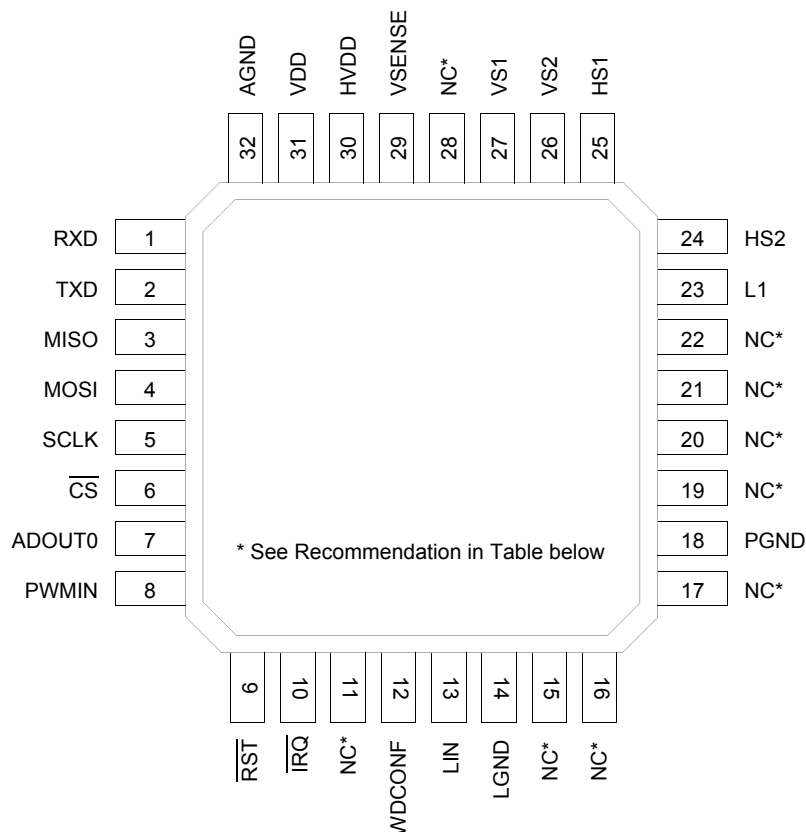 AGND
VDD
HVDD
VSENSE
NC*
VS1
VS2
HS1
32
31
30
29
28
27
26
25
RXD 1
TXD 2
MISO 3
MOSI 4
SCLK 5
C̅S̅ 6
ADOUT0 7
PWMIN 8
24 HS2
23 L1
22 NC*
21 NC*
20 NC*
19 NC*
18 PGND
17 NC*
* See Recommendation in Table below
9
10
11
12
13
14
15
16
R̅S̅T̅
I̅R̅Q̅
NC*
WDCONF
LIN
LGND
NC*
NC*